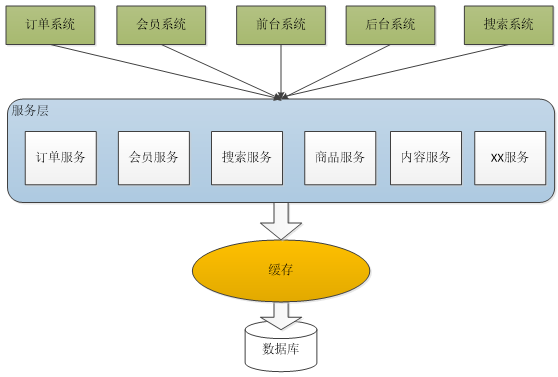 订单系统
会员系统
前台系统
后台系统
搜索系统
服务层
订单服务
会员服务
搜索服务
商品服务
内容服务
XX服务
缓存
数据库